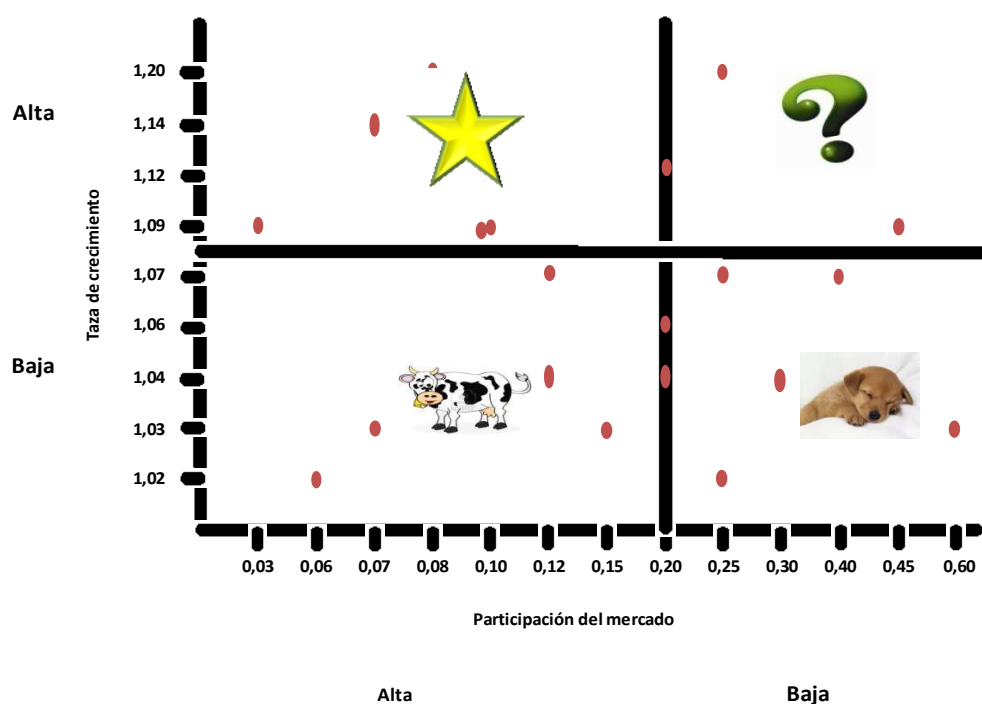 1,20
Alta
1,14
1,12
1,09
Taza de crecimiento
1,07
1,06
Baja
1,04
1,03
1,02
0,03 0,06 0,07 0,08 0,10 0,12 0,15 0,20 0,25 0,30 0,40 0,45 0,60
Participación del mercado
Alta Baja